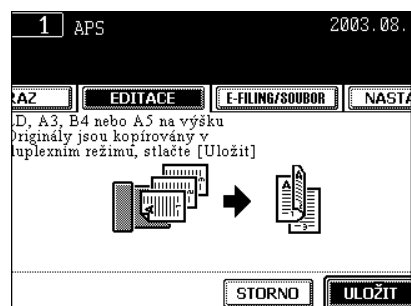 1 APS 2003.08.
RAZ EDITACE E-FILING/SOUBOR NASTA
LD, A3, B4 nebo A5 na výšku
Originály jsou kopírovány v
duplexním režimu, stlačte [Uložit]
STORNO ULOŽIT